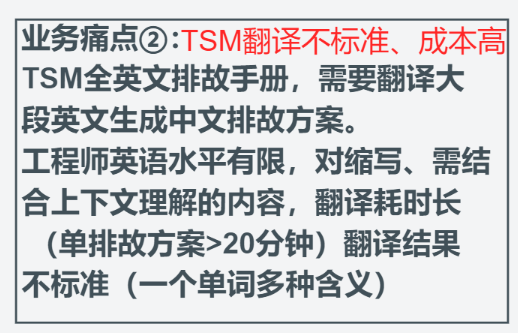 业务痛点②:TSM翻译不标准、成本高
TSM全英文排故手册，需要翻译大
段英文生成中文排故方案。
工程师英语水平有限，对缩写、需结
合上下文理解的内容，翻译耗时长
（单排故方案>20分钟）翻译结果
不标准（一个单词多种含义）